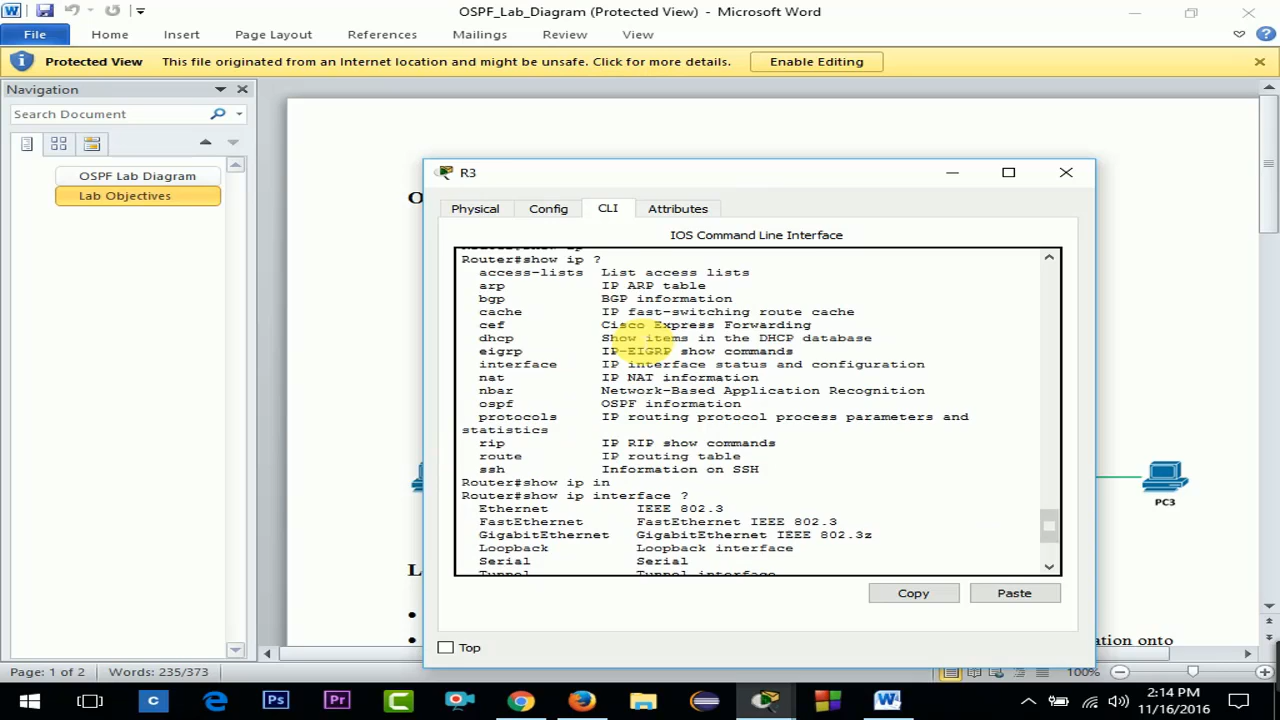 OSPF_Lab_Diagram (Protected View) - Microsoft Word
File Home Insert Page Layout References Mailings Review View
Protected View This file originated from an Internet location and might be unsafe. Click for more details. Enable Editing
Navigation
Search Document
OSPF Lab Diagram
Lab Objectives
R3
Physical Config CLI Attributes
IOS Command Line Interface
Router#show ip ?
access-lists List access lists
arp IP ARP table
bgp BGP information
cache IP fast-switching route cache
cef Cisco Express Forwarding
dhcp Show items in the DHCP database
eigrp IP-EIGRP show commands
interface IP interface status and configuration
nat IP NAT information
nbar Network-Based Application Recognition
ospf OSPF information
protocols IP routing protocol process parameters and
statistics
rip IP RIP show commands
route IP routing table
ssh Information on SSH
Router#show ip in
Router#show ip interface ?
Ethernet IEEE 802.3
FastEthernet FastEthernet IEEE 802.3
GigabitEthernet GigabitEthernet IEEE 802.3z
Loopback Loopback interface
Serial Serial
Tunnel Tunnel interface
Copy Paste
Top
PC3
onto
Page: 1 of 2 Words: 235/373 100%
C Ps Pr
2:14 PM
11/16/2016